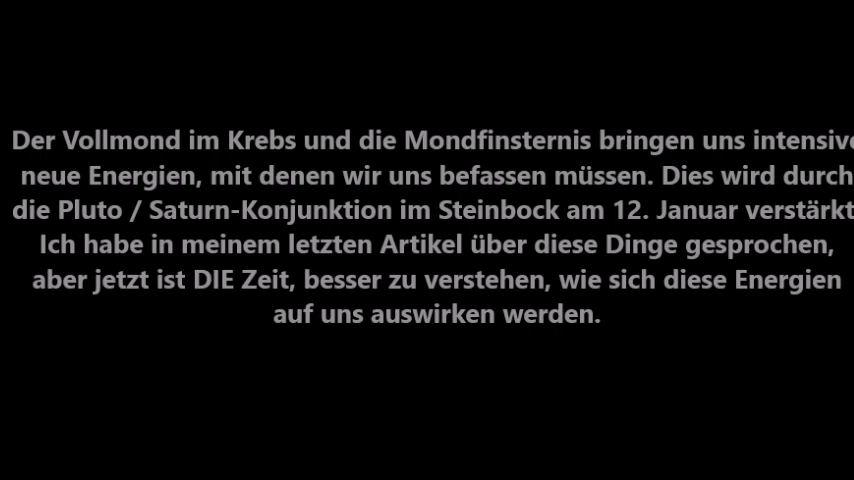 Der Vollmond im Krebs und die Mondfinsternis bringen uns intensive
neue Energien, mit denen wir uns befassen müssen. Dies wird durch
die Pluto / Saturn-Konjunktion im Steinbock am 12. Januar verstärkt
Ich habe in meinem letzten Artikel über diese Dinge gesprochen,
aber jetzt ist DIE Zeit, besser zu verstehen, wie sich diese Energien
auf uns auswirken werden.